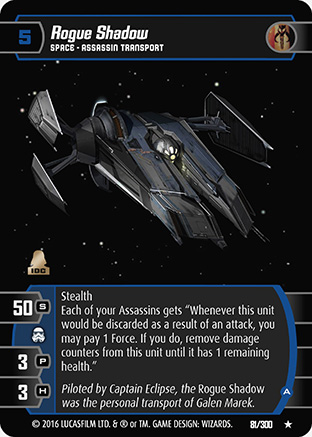 5
Rogue Shadow
SPACE - ASSASSIN TRANSPORT
IDC
50 S
3 P
3 H
Stealth
Each of your Assassins gets “Whenever this unit
would be discarded as a result of an attack, you
may pay 1 Force. If you do, remove damage
counters from this unit until it has 1 remaining
health.”
Piloted by Captain Eclipse, the Rogue Shadow
was the personal transport of Galen Marek.
A
© 2016 LUCASFILM LTD. & ® or TM. GAME DESIGN: WIZARDS.
81/300 ★